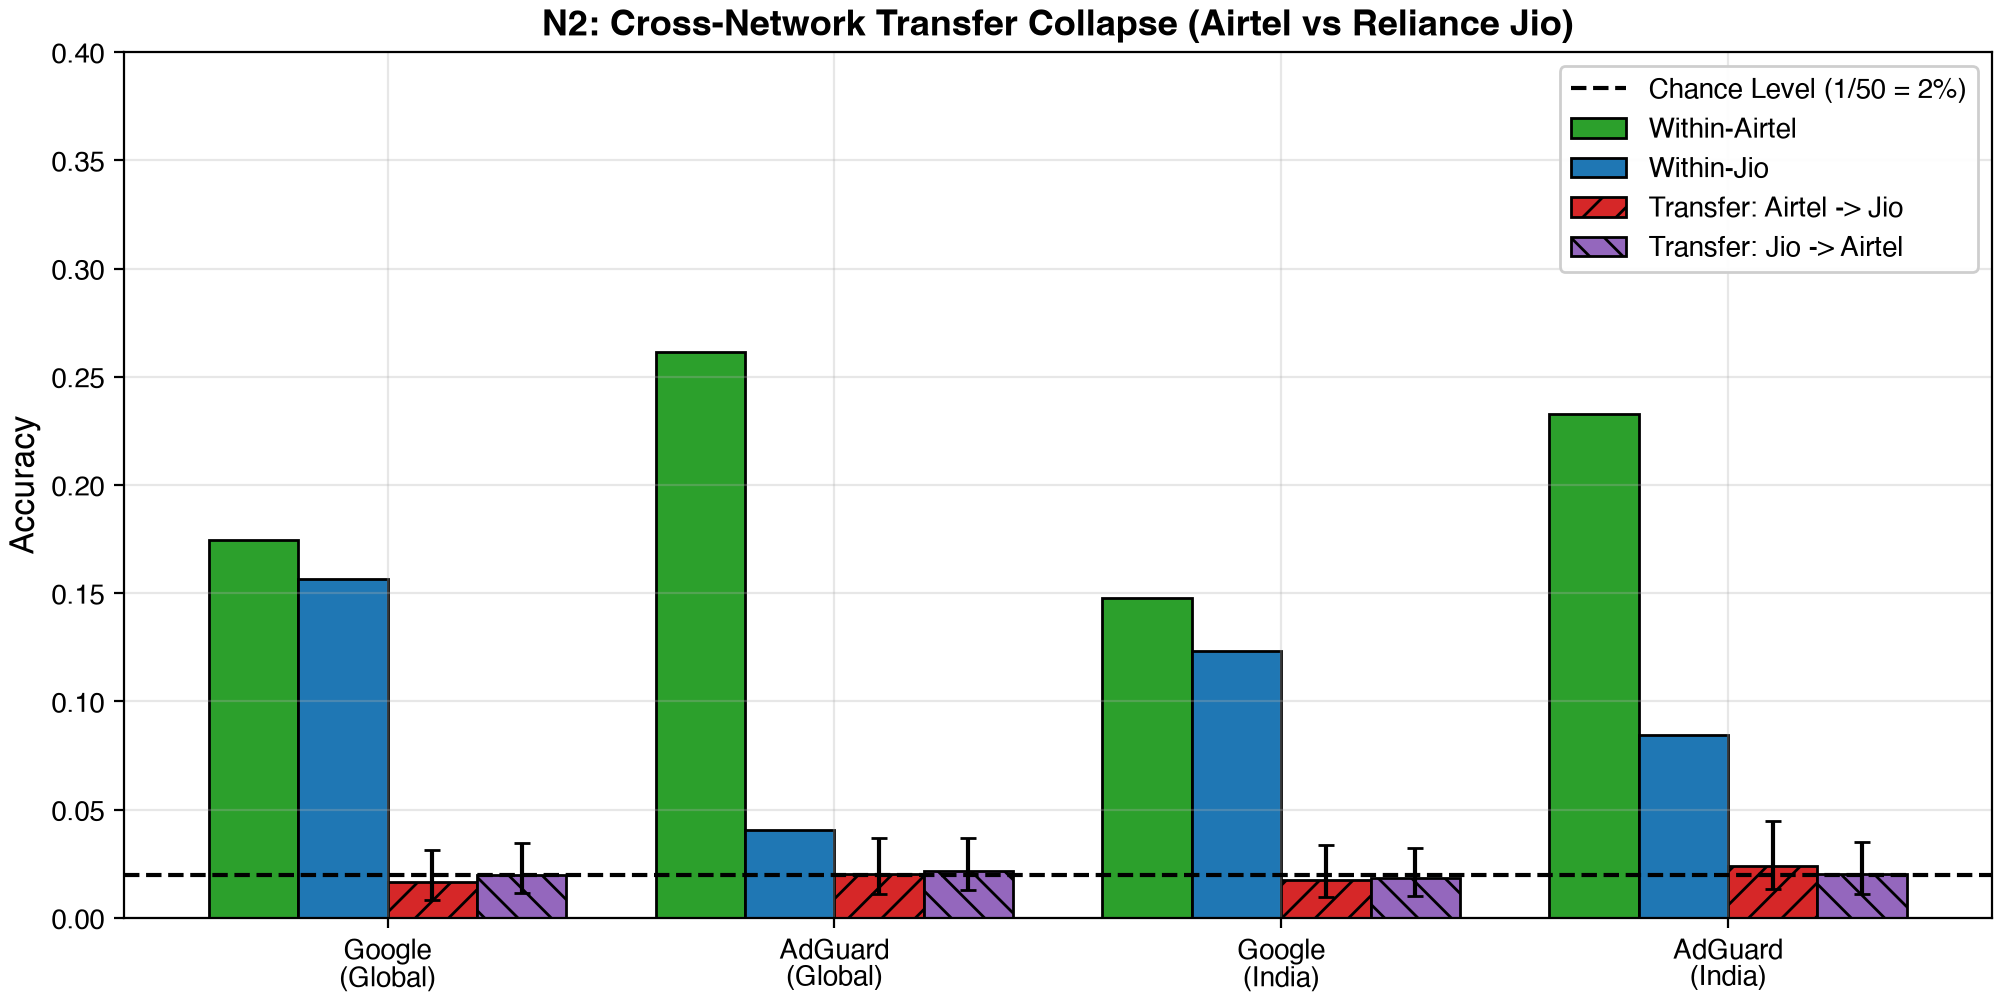 N2: Cross-Network Transfer Collapse (Airtel vs Reliance Jio)
0.40
0.35
0.30
0.25
0.20
0.15
0.10
0.05
0.00
Accuracy
Chance Level (1/50 = 2%)
Within-Airtel
Within-Jio
Transfer: Airtel -> Jio
Transfer: Jio -> Airtel
Google
(Global)
AdGuard
(Global)
Google
(India)
AdGuard
(India)